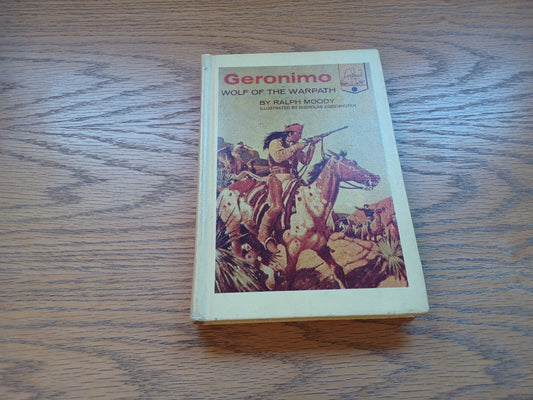 Geronimo
WOLF OF THE WARPATH
BY RALPH MOODY
ILLUSTRATED BY NICHOLAS EGGENHOFER